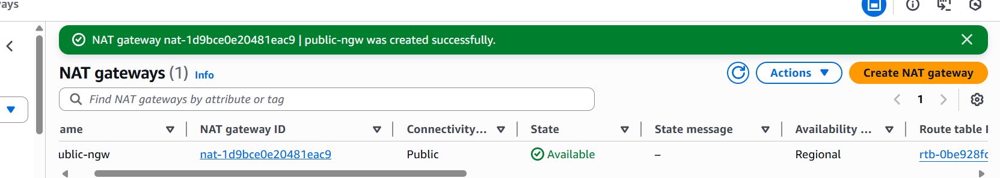 ays
NAT gateway nat-1d9bce0e20481eac9 | public-ngw was created successfully.
NAT gateways (1) Info
Actions
Create NAT gateway
Find NAT gateways by attribute or tag
1
ame NAT gateway ID Connectivity... State State message Availability ... Route table I
ublic-ngw nat-1d9bce0e20481eac9 Public Available – Regional rtb-0be928fc